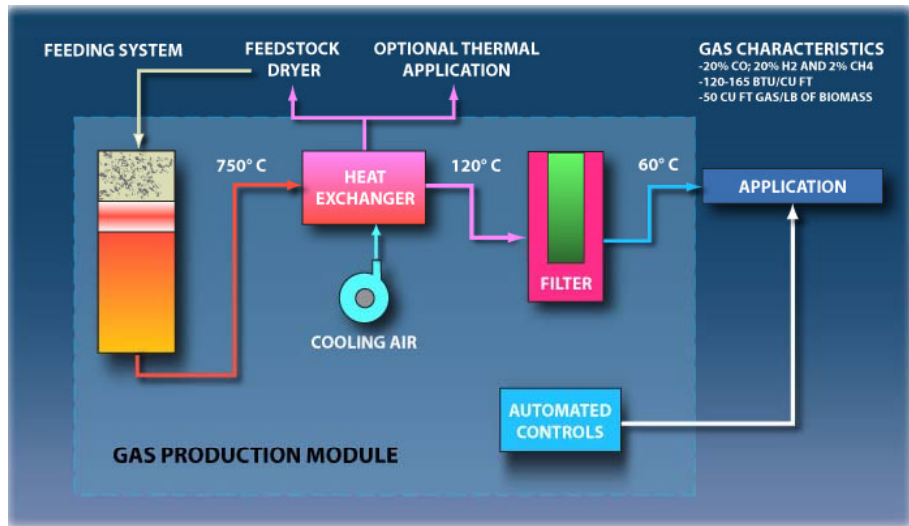 FEEDING SYSTEM
FEEDSTOCK
DRYER
OPTIONAL THERMAL
APPLICATION
GAS CHARACTERISTICS
-20% CO; 20% H2 AND 2% CH4
-120-165 BTU/CU FT
-50 CU FT GAS/LB OF BIOMASS
750° C
HEAT
EXCHANGER
120° C
60° C
APPLICATION
FILTER
COOLING AIR
AUTOMATED
CONTROLS
GAS PRODUCTION MODULE